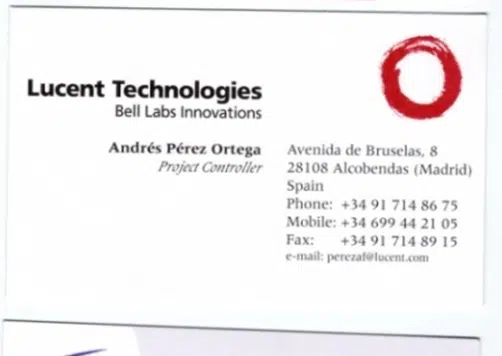 Lucent Technologies
Bell Labs Innovations
Andrés Pérez Ortega
Project Controller
Avenida de Bruselas, 8
28108 Alcobendas (Madrid)
Spain
Phone: +34 91 714 86 75
Mobile: +34 699 44 21 05
Fax: +34 91 714 89 15
e-mail: perezaf@lucent.com